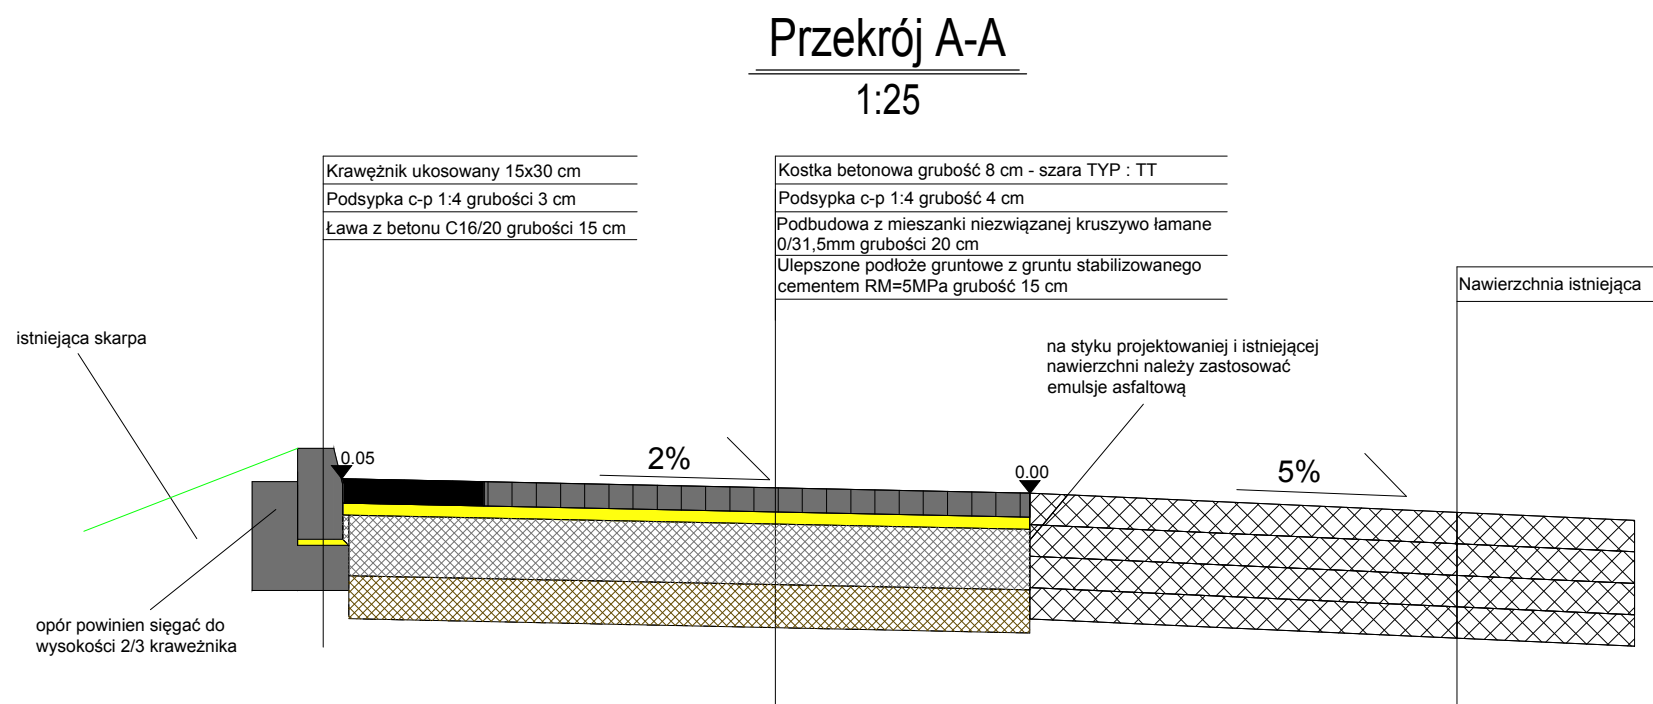 Przekrój A-A
1:25
Krawężnik ukosowany 15x30 cm
Podsypka c-p 1:4 grubości 3 cm
Ława z betonu C16/20 grubości 15 cm
Kostka betonowa grubość 8 cm - szara TYP : TT
Podsypka c-p 1:4 grubość 4 cm
Podbudowa z mieszanki niezwiązanej kruszywo łamane
0/31,5mm grubości 20 cm
Ulepszone podłoże gruntowe z gruntu stabilizowanego
cementem RM=5MPa grubość 15 cm
Nawierzchnia istniejąca
istniejąca skarpa
na styku projektowaniej i istniejącej
nawierzchni należy zastosować
emulsje asfaltową
0.05
2%
0.00
5%
opór powinien sięgać do
wysokości 2/3 kraweżnika